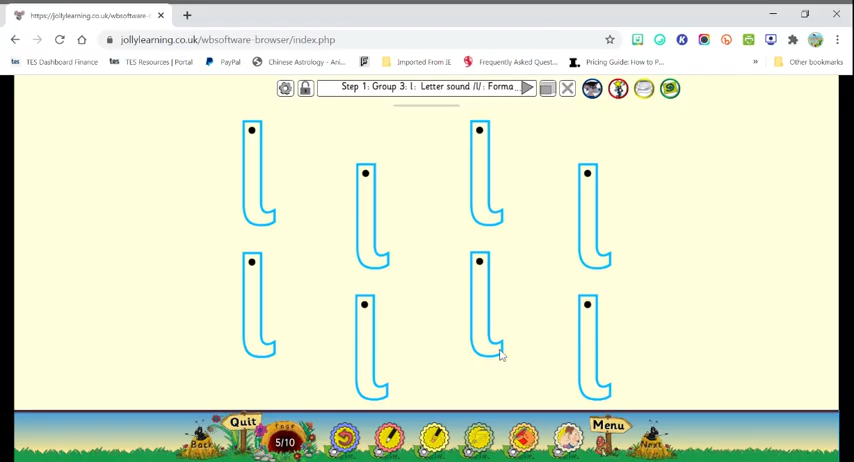 https://jollylearning.co.uk/wbsoftware-b
jollylearning.co.uk/wbsoftware-browser/index.php
TES Dashboard Finance
tes
TES Resources | Portal
PayPal
Chinese Astrology - Ani...
Imported From IE
Frequently Asked Quest...
Pricing Guide: How to P...
»
Other bookmarks
Step 1: Group 3: l: Letter sound /l/: Forma...
l l l l
l l l l
Quit
Back
Page
5/10
Menu
Next